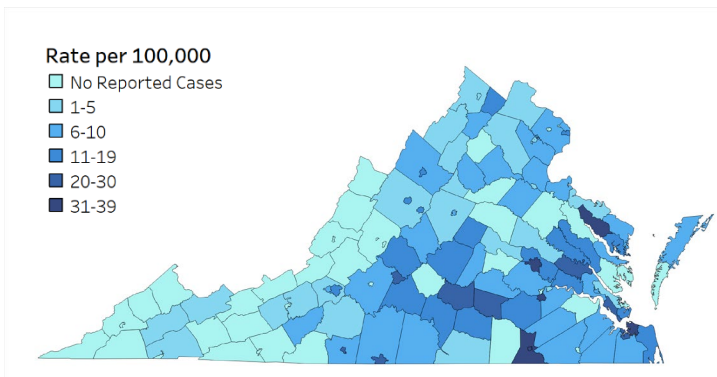 Rate per 100,000
No Reported Cases
1-5
6-10
11-19
20-30
31-39